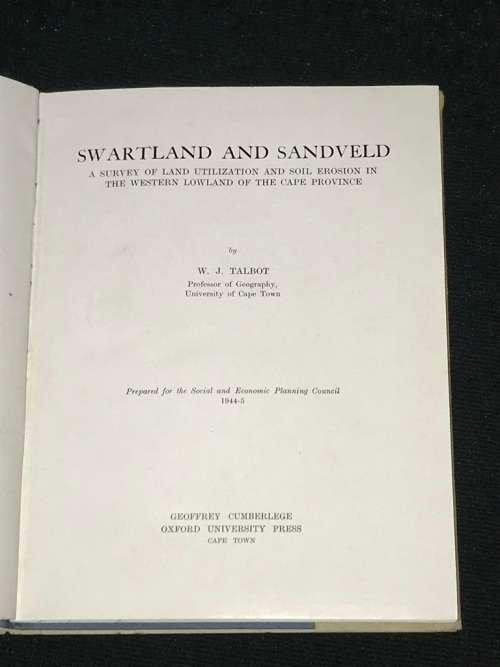 SWARTLAND AND SANDVELD
A SURVEY OF LAND UTILIZATION AND SOIL EROSION IN
THE WESTERN LOWLAND OF THE CAPE PROVINCE
by
W. J. TALBOT
Professor of Geography,
University of Cape Town
Prepared for the Social and Economic Planning Council
1944-5
GEOFFREY CUMBERLEGE
OXFORD UNIVERSITY PRESS
CAPE TOWN